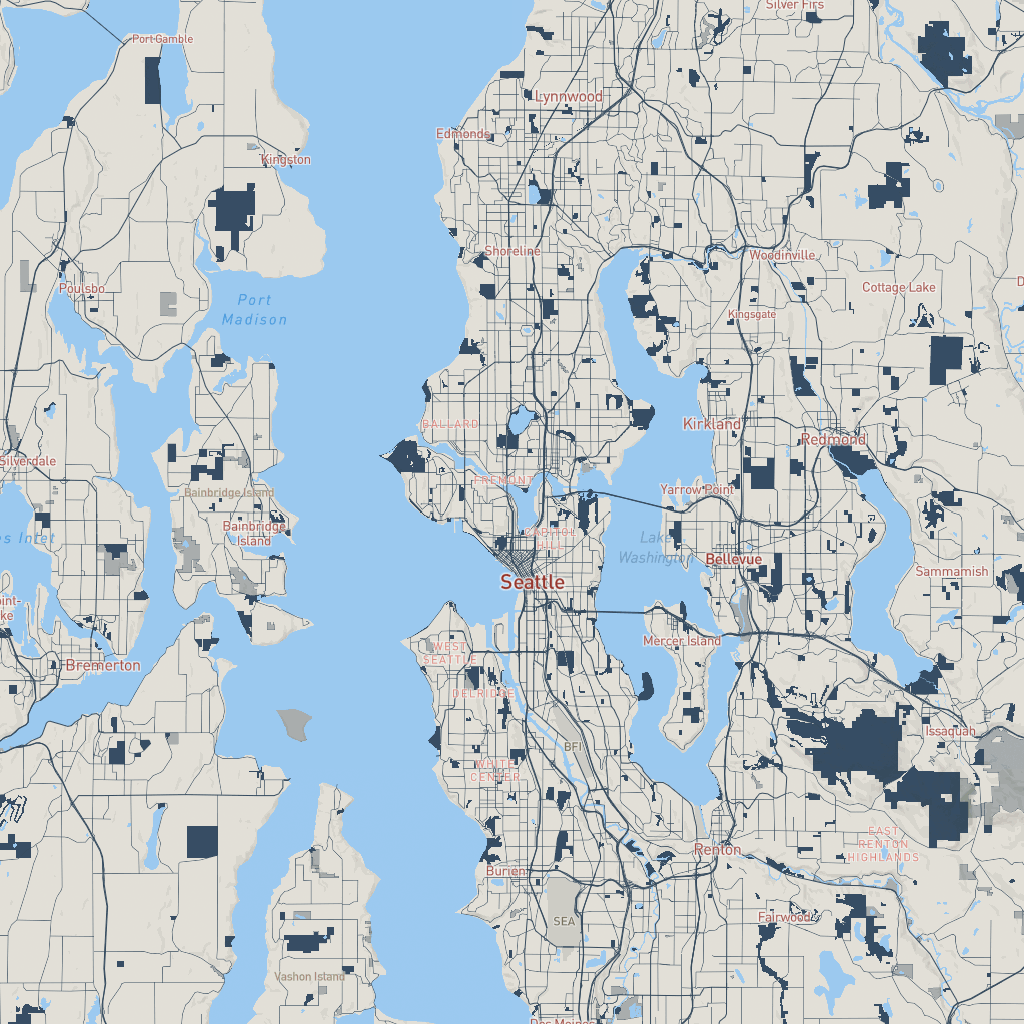 Silver Firs
Port Gamble
Lynnwood
Edmonds
Kingston
Shoreline
Woodinville
Poulsbo
Cottage Lake
Port
Madison
Kingsgate
BALLARD
Kirkland
Redmond
Silverdale
FREMONT
Yarrow Point
Bainbridge Island
Bainbridge
Island
CAPITOL
HILL
Lake
Washington
es Inlet
Bellevue
Seattle
Sammamish
Mercer Island
WEST
SEATTLE
Bremerton
DELRIDGE
Issaquah
BFI
WHITE
CENTER
Renton
EAST
RENTON
HIGHLANDS
Burien
SEA
Fairwood
Vashon Island
Des Moines